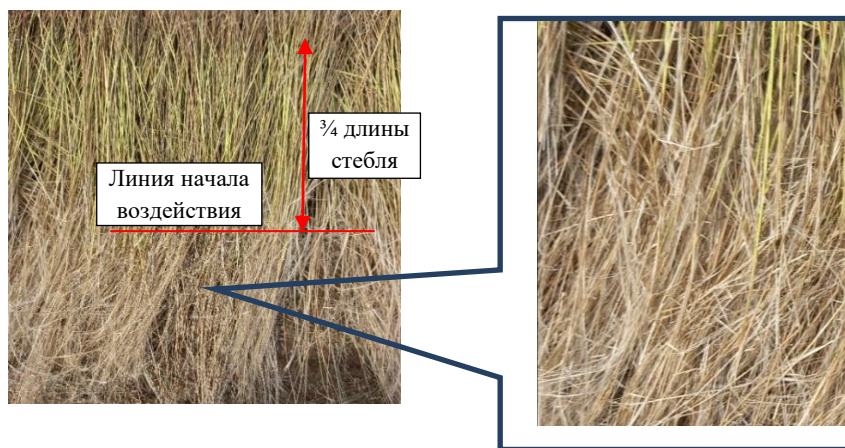 ¾ длины
стебля
Линия начала
воздействия